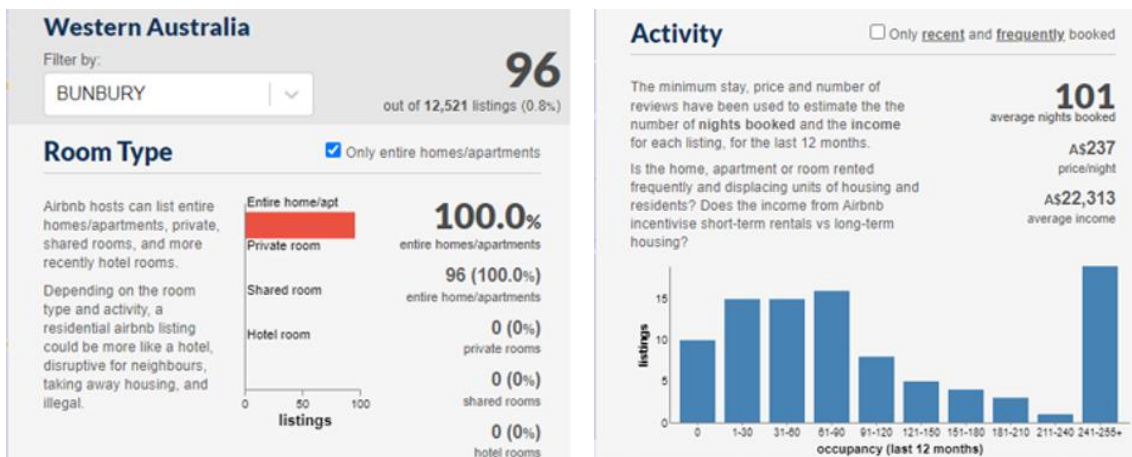 Western Australia
Filter by:
BUNBURY
96
out of 12,521 listings (0.8%)
Room Type
Only entire homes/apartments
Airbnb hosts can list entire
homes/apartments, private,
shared rooms, and more
recently hotel rooms.
Depending on the room
type and activity, a
residential airbnb listing
could be more like a hotel,
disruptive for neighbours,
taking away housing, and
illegal.
Entire home/apt
Private room
Shared room
Hotel room
0 50 100
listings
100.0%
entire homes/apartments
96 (100.0%)
entire home/apartments
0 (0%)
private rooms
0 (0%)
shared rooms
0 (0%)
hotel rooms
Activity
Only recent and frequently booked
The minimum stay, price and number of
reviews have been used to estimate the the
number of nights booked and the income
for each listing, for the last 12 months.
Is the home, apartment or room rented
frequently and displacing units of housing and
residents? Does the income from Airbnb
incentivise short-term rentals vs long-term
housing?
101
average nights booked
A$237
price/night
A$22,313
average income
15
10
5
0
listings
0 1-30 31-60 61-90 91-120 121-150 151-180 181-210 211-240 241-255+
occupancy (last 12 months)